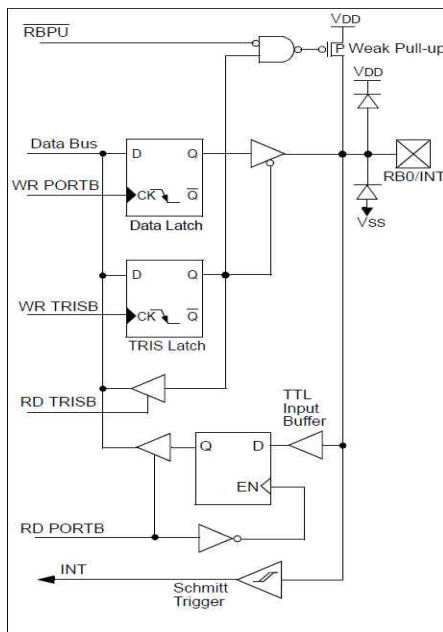 VDD
RBPU
P Weak Pull-up
VDD
Data Bus
D Q
RB0/INT
WR PORTB
CK Q
VSS
Data Latch
D Q
WR TRISB
CK Q
TRIS Latch
RD TRISB
TTL
Input
Buffer
Q D
EN
RD PORTB
INT
Schmitt
Trigger